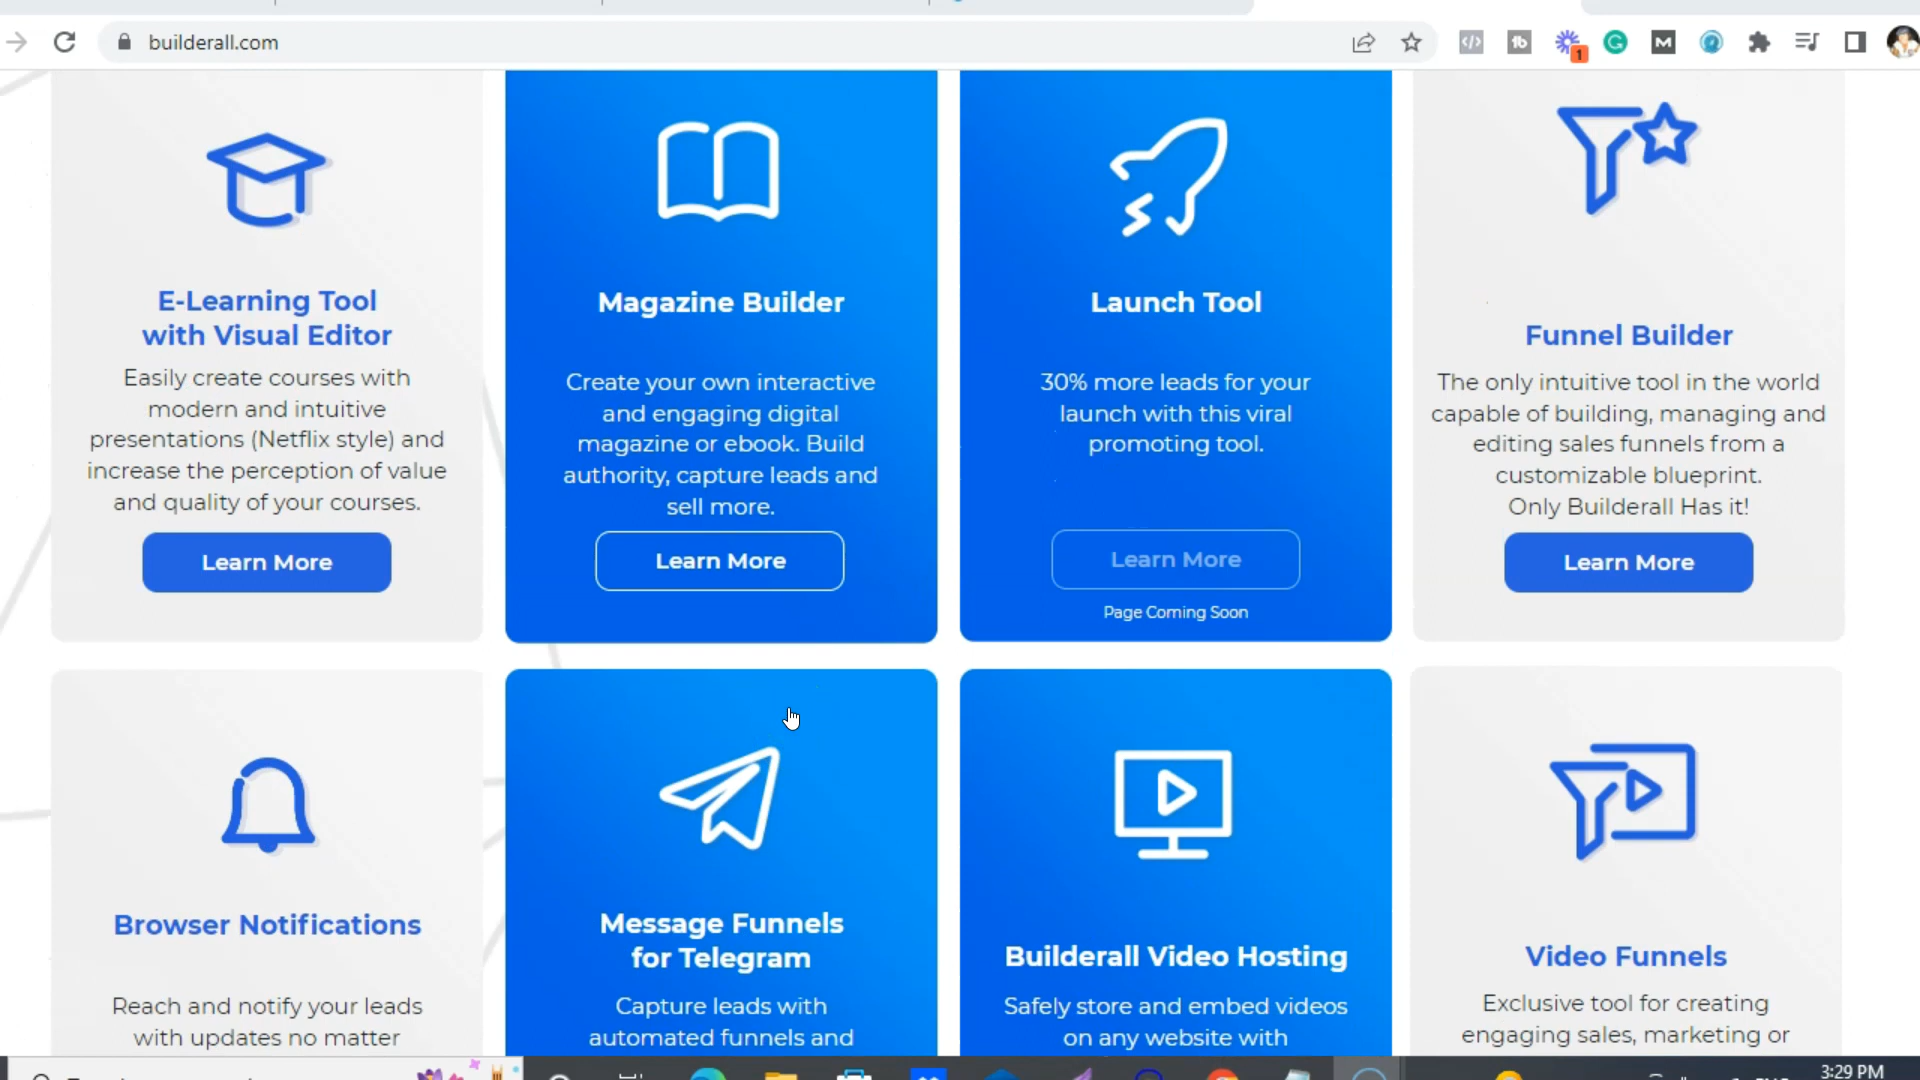 builderall.com
1
E-Learning Tool
with Visual Editor
Easily create courses with
modern and intuitive
presentations (Netflix style) and
increase the perception of value
and quality of your courses.
Learn More
Magazine Builder
Create your own interactive
and engaging digital
magazine or ebook. Build
authority, capture leads and
sell more.
Learn More
Launch Tool
30% more leads for your
launch with this viral
promoting tool.
Learn More
Page Coming Soon
Funnel Builder
The only intuitive tool in the world
capable of building, managing and
editing sales funnels from a
customizable blueprint.
Only Builderall Has it!
Learn More
Browser Notifications
Reach and notify your leads
with updates no matter
Message Funnels
for Telegram
Capture leads with
automated funnels and
Builderall Video Hosting
Safely store and embed videos
on any website with
Video Funnels
Exclusive tool for creating
engaging sales, marketing or
3:29 PM